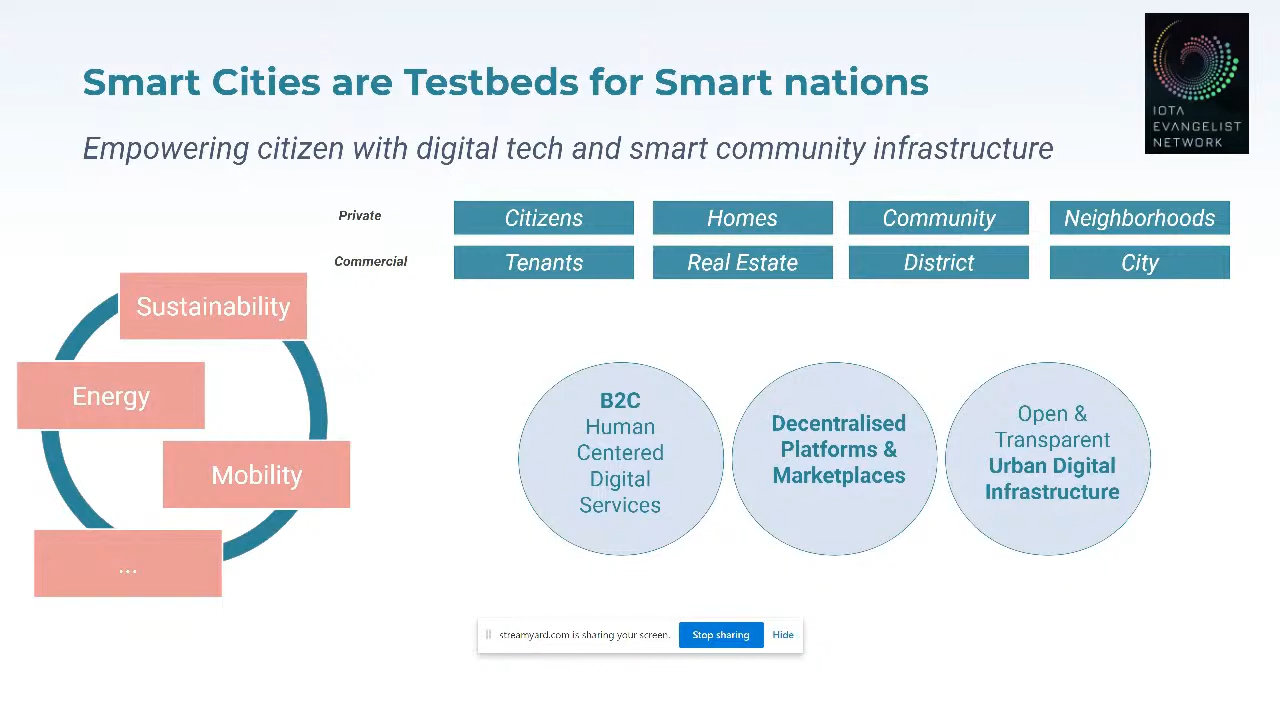 Smart Cities are Testbeds for Smart nations
IOTA
EVANGELIST
NETWORK
Empowering citizen with digital tech and smart community infrastructure
Private
Citizens
Homes
Community
Neighborhoods
Commercial
Tenants
Real Estate
District
City
Sustainability
Energy
Mobility
...
B2C
Human
Centered
Digital
Services
Decentralised
Platforms &
Marketplaces
Open &
Transparent
Urban Digital
Infrastructure
streamyard.com is sharing your screen.
Stop sharing
Hide